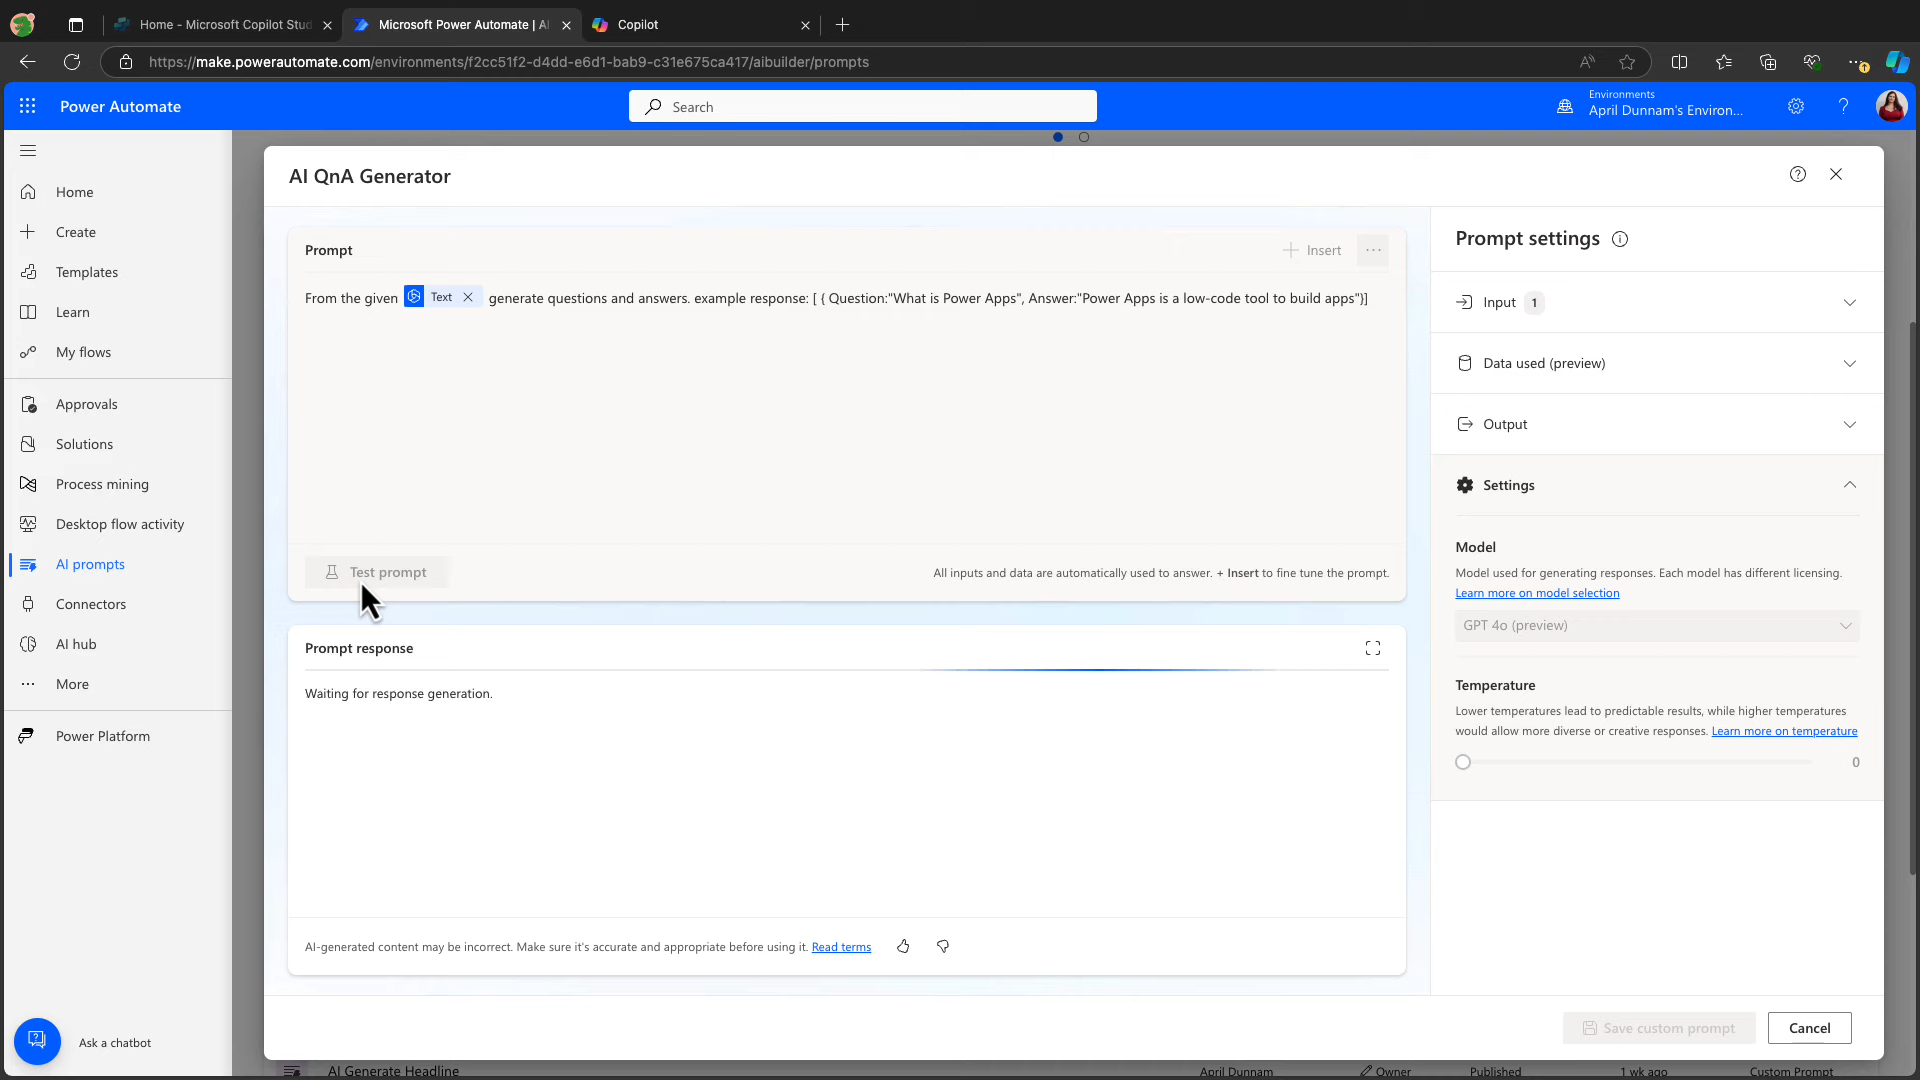 Home - Microsoft Copilot Stud
Microsoft Power Automate | AI
Copilot
https://make.powerautomate.com/environments/f2cc51f2-d4dd-e6d1-bab9-c31e675ca417/aibuilder/prompts
Power Automate
Search
Environments
April Dunnam's Environ...
AI QnA Generator
Home
Create
Templates
Learn
My flows
Approvals
Solutions
Process mining
Desktop flow activity
AI prompts
Connectors
AI hub
More
Power Platform
Ask a chatbot
Prompt
Insert
From the given Text generate questions and answers. example response: [ { Question:"What is Power Apps", Answer:"Power Apps is a low-code tool to build apps"}]
Test prompt
All inputs and data are automatically used to answer. + Insert to fine tune the prompt.
Prompt response
Waiting for response generation.
AI-generated content may be incorrect. Make sure it's accurate and appropriate before using it. Read terms
Prompt settings
Input 1
Data used (preview)
Output
Settings
Model
Model used for generating responses. Each model has different licensing.
Learn more on model selection
GPT 4o (preview)
Temperature
Lower temperatures lead to predictable results, while higher temperatures
would allow more diverse or creative responses. Learn more on temperature
0
Save custom prompt
Cancel
AI Generate Headline
April Dunnam
Owner
Published
1 wk ago
Custom Prompt